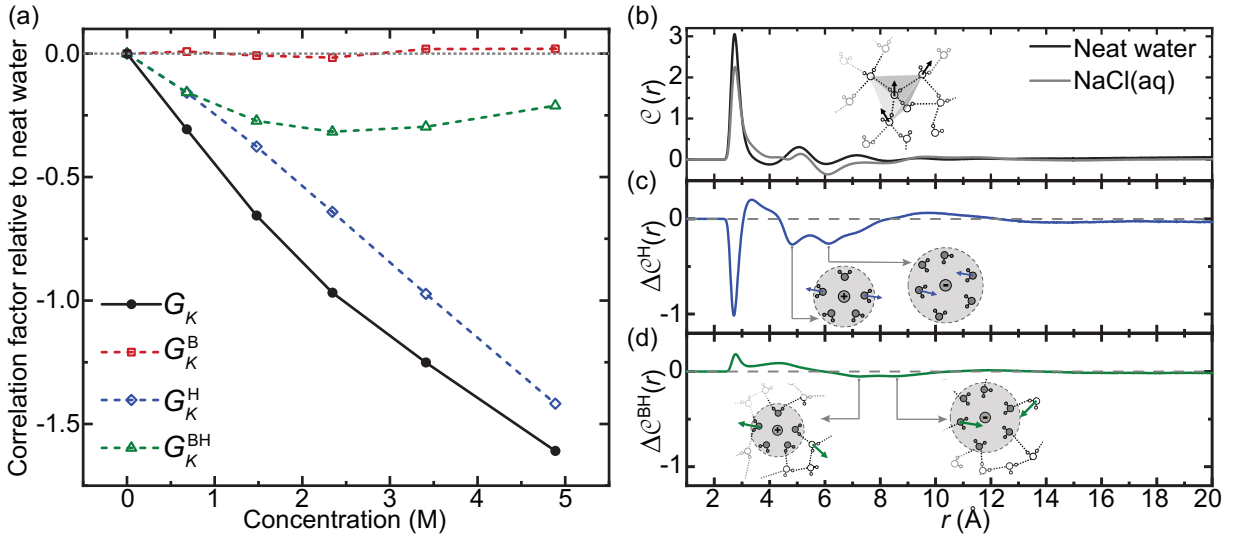 (a)
Correlation factor relative to neat water
0.0
-0.5
-1.0
-1.5
G_K
G_K^B
G_K^H
G_K^BH
0 1 2 3 4 5
Concentration (M)
(b)
𝒞(r)
3
2
1
0
Neat water
NaCl(aq)
(c)
Δ𝒞^H(r)
0
-1
+
-
(d)
Δ𝒞^BH(r)
0
-1
+
-
2 4 6 8 10 12 14 16 18 20
r (Å)